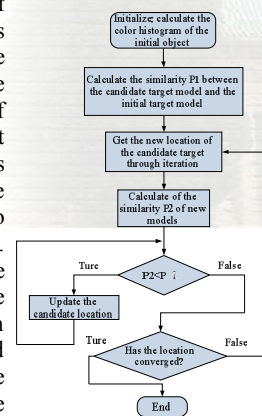 Initialize; calculate the
color histogram of the
initial object
Calculate the similarity P1 between
the candidate target model and the
initial target model
Get the new location of
the candidate target
through iteration
Calculate of the
similarity P2 of new
models
Ture
P2<P ?
False
Update the
candidate location
Ture
Has the location
converged?
False
End